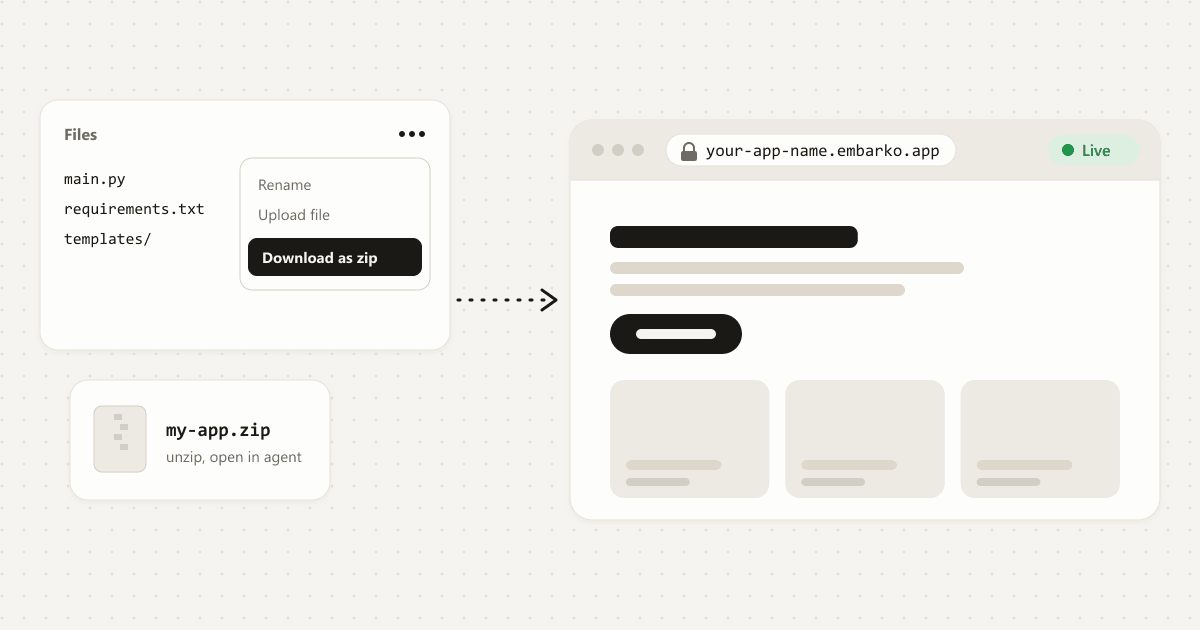 Files
main.py
requirements.txt
templates/
Rename
Upload file
Download as zip
my-app.zip
unzip, open in agent
your-app-name.embarko.app
Live